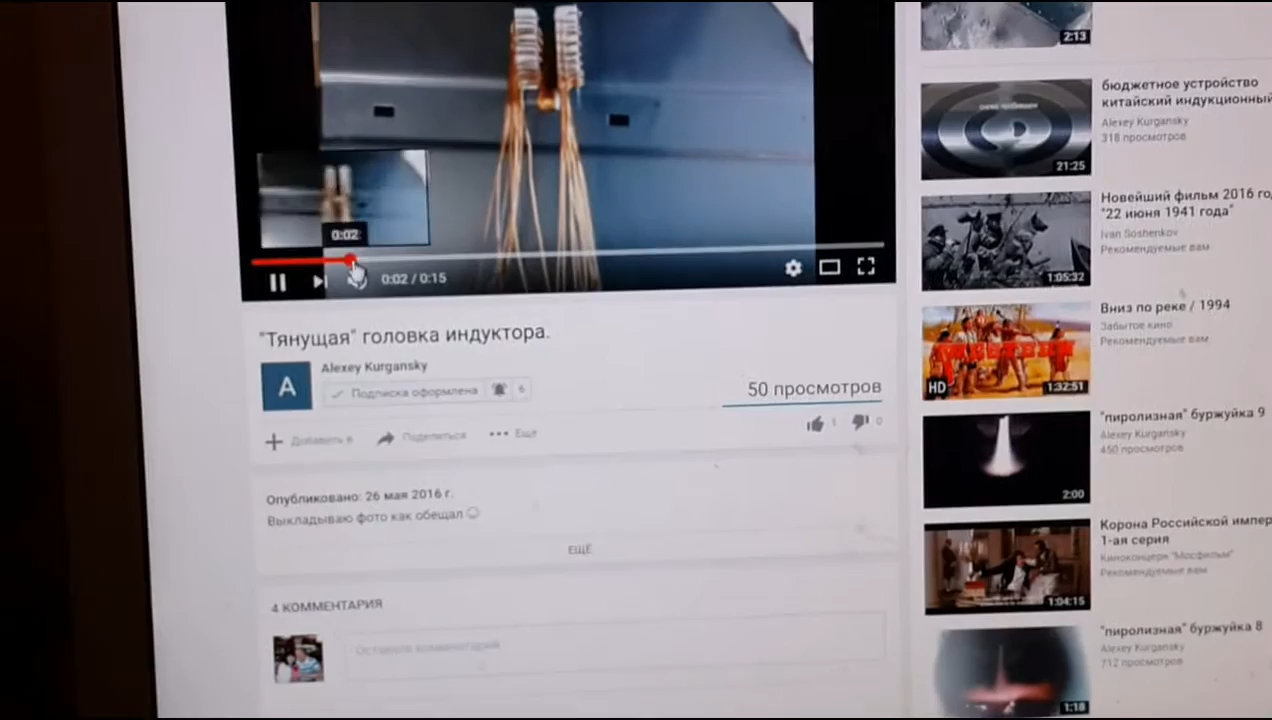 0:02
0:02 / 0:15
"Тянущая" головка индуктора.
A
Alexey Kurgansky
Подписка оформлена 6
50 просмотров
Добавить в Поделиться Ещё
1 0
Опубликовано: 26 мая 2016 г.
Выкладываю фото как обещал
ЕЩЁ
4 КОММЕНТАРИЯ
Оставьте комментарий
2:13
бюджетное устройство
китайский индукционный
Alexey Kurgansky
318 просмотров
21:25
Новейший фильм 2016 го
"22 июня 1941 года"
Ivan Soshenkov
Рекомендуемые вам
1:05:32
Вниз по реке / 1994
Забытое кино
Рекомендуемые вам
HD
1:32:51
"пиролизная" буржуйка 9
Alexey Kurgansky
450 просмотров
2:00
Корона Российской импер
1-ая серия
Киноконцерн "Мосфильм"
Рекомендуемые вам
1:04:15
"пиролизная" буржуйка 8
Alexey Kurgansky
712 просмотров
1:18